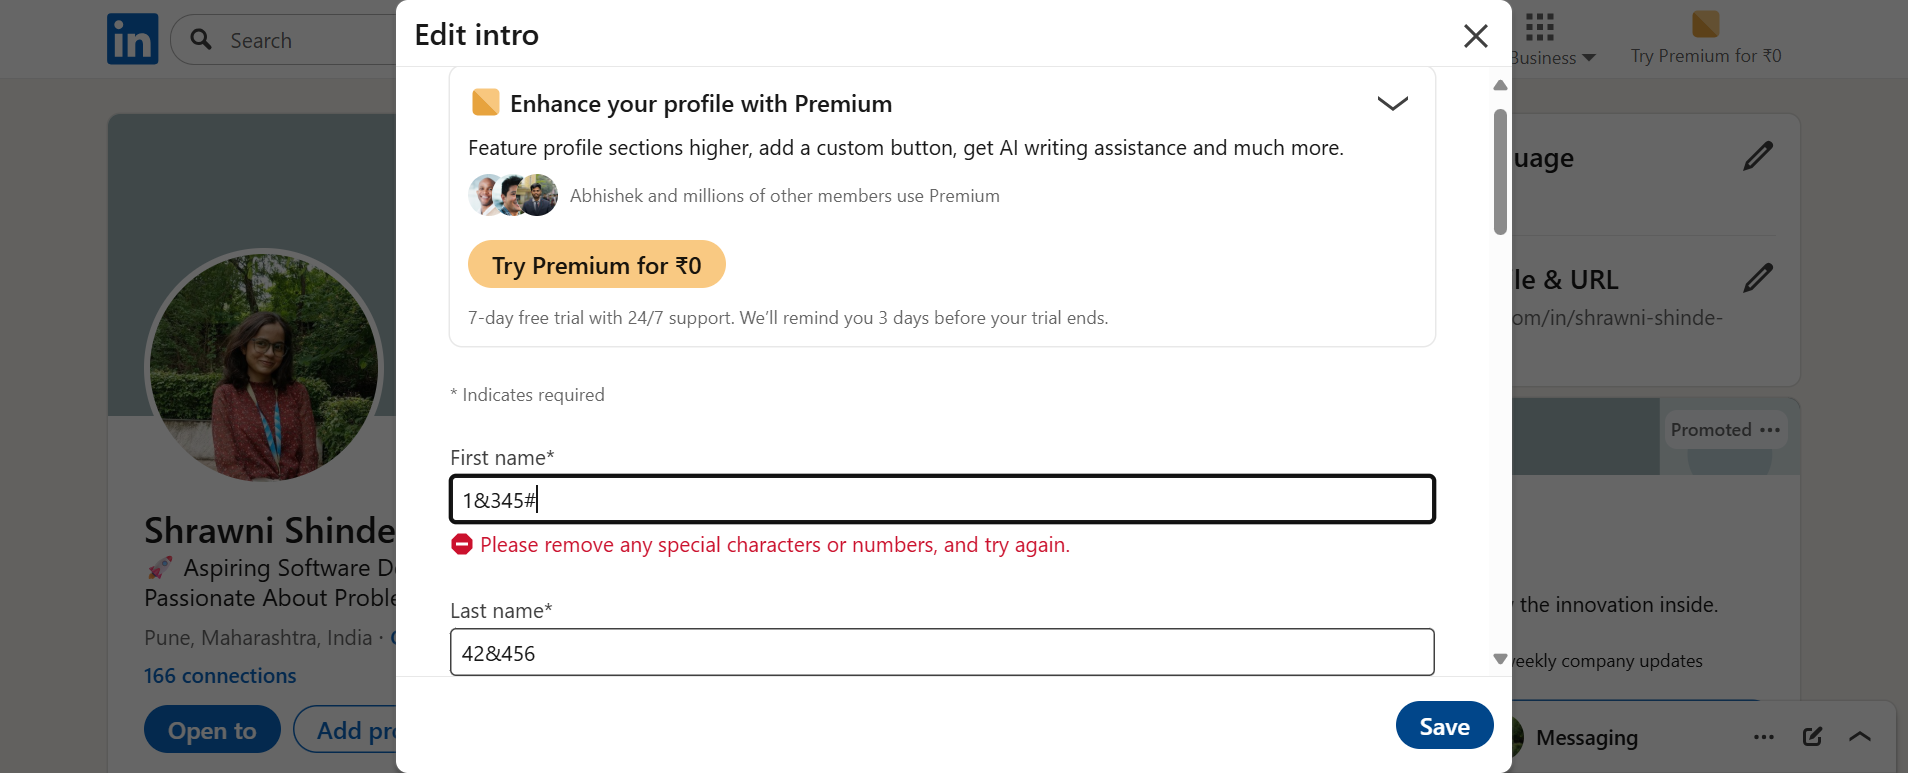 in
Search
Business
Try Premium for ₹0
Edit intro
Enhance your profile with Premium
Feature profile sections higher, add a custom button, get AI writing assistance and much more.
Abhishek and millions of other members use Premium
Try Premium for ₹0
7-day free trial with 24/7 support. We’ll remind you 3 days before your trial ends.
* Indicates required
First name*
1&345#
Please remove any special characters or numbers, and try again.
Last name*
42&456
Save
Shrawni Shinde
🚀 Aspiring Software D
Passionate About Proble
Pune, Maharashtra, India ·
166 connections
Open to
Add pro
uage
le & URL
om/in/shrawni-shinde-
Promoted ···
the innovation inside.
weekly company updates
Messaging